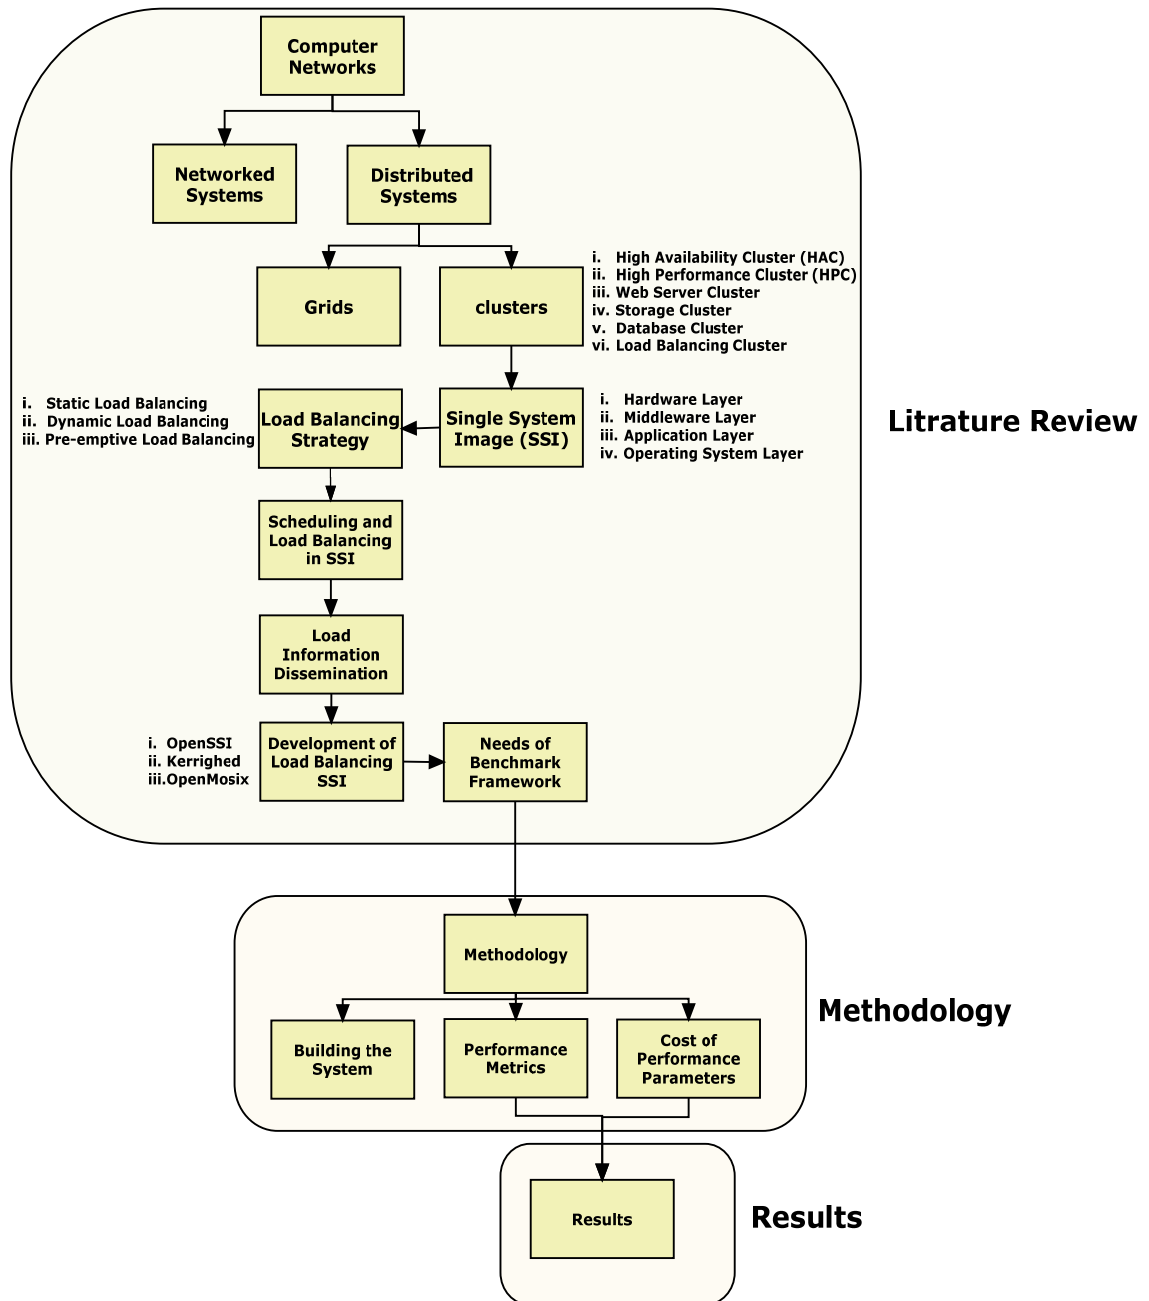 Computer
Networks
Networked
Systems
Distributed
Systems
Grids
clusters
i. High Availability Cluster (HAC)
ii. High Performance Cluster (HPC)
iii. Web Server Cluster
iv. Storage Cluster
v. Database Cluster
vi. Load Balancing Cluster
i. Static Load Balancing
ii. Dynamic Load Balancing
iii. Pre-emptive Load Balancing
Load Balancing
Strategy
Single System
Image (SSI)
i. Hardware Layer
ii. Middleware Layer
iii. Application Layer
iv. Operating System Layer
Litrature Review
Scheduling and
Load Balancing
in SSI
Load
Information
Dissemination
i. OpenSSI
ii. Kerrighed
iii.OpenMosix
Development of
Load Balancing
SSI
Needs of
Benchmark
Framework
Methodology
Methodology
Building the
System
Performance
Metrics
Cost of
Performance
Parameters
Results
Results